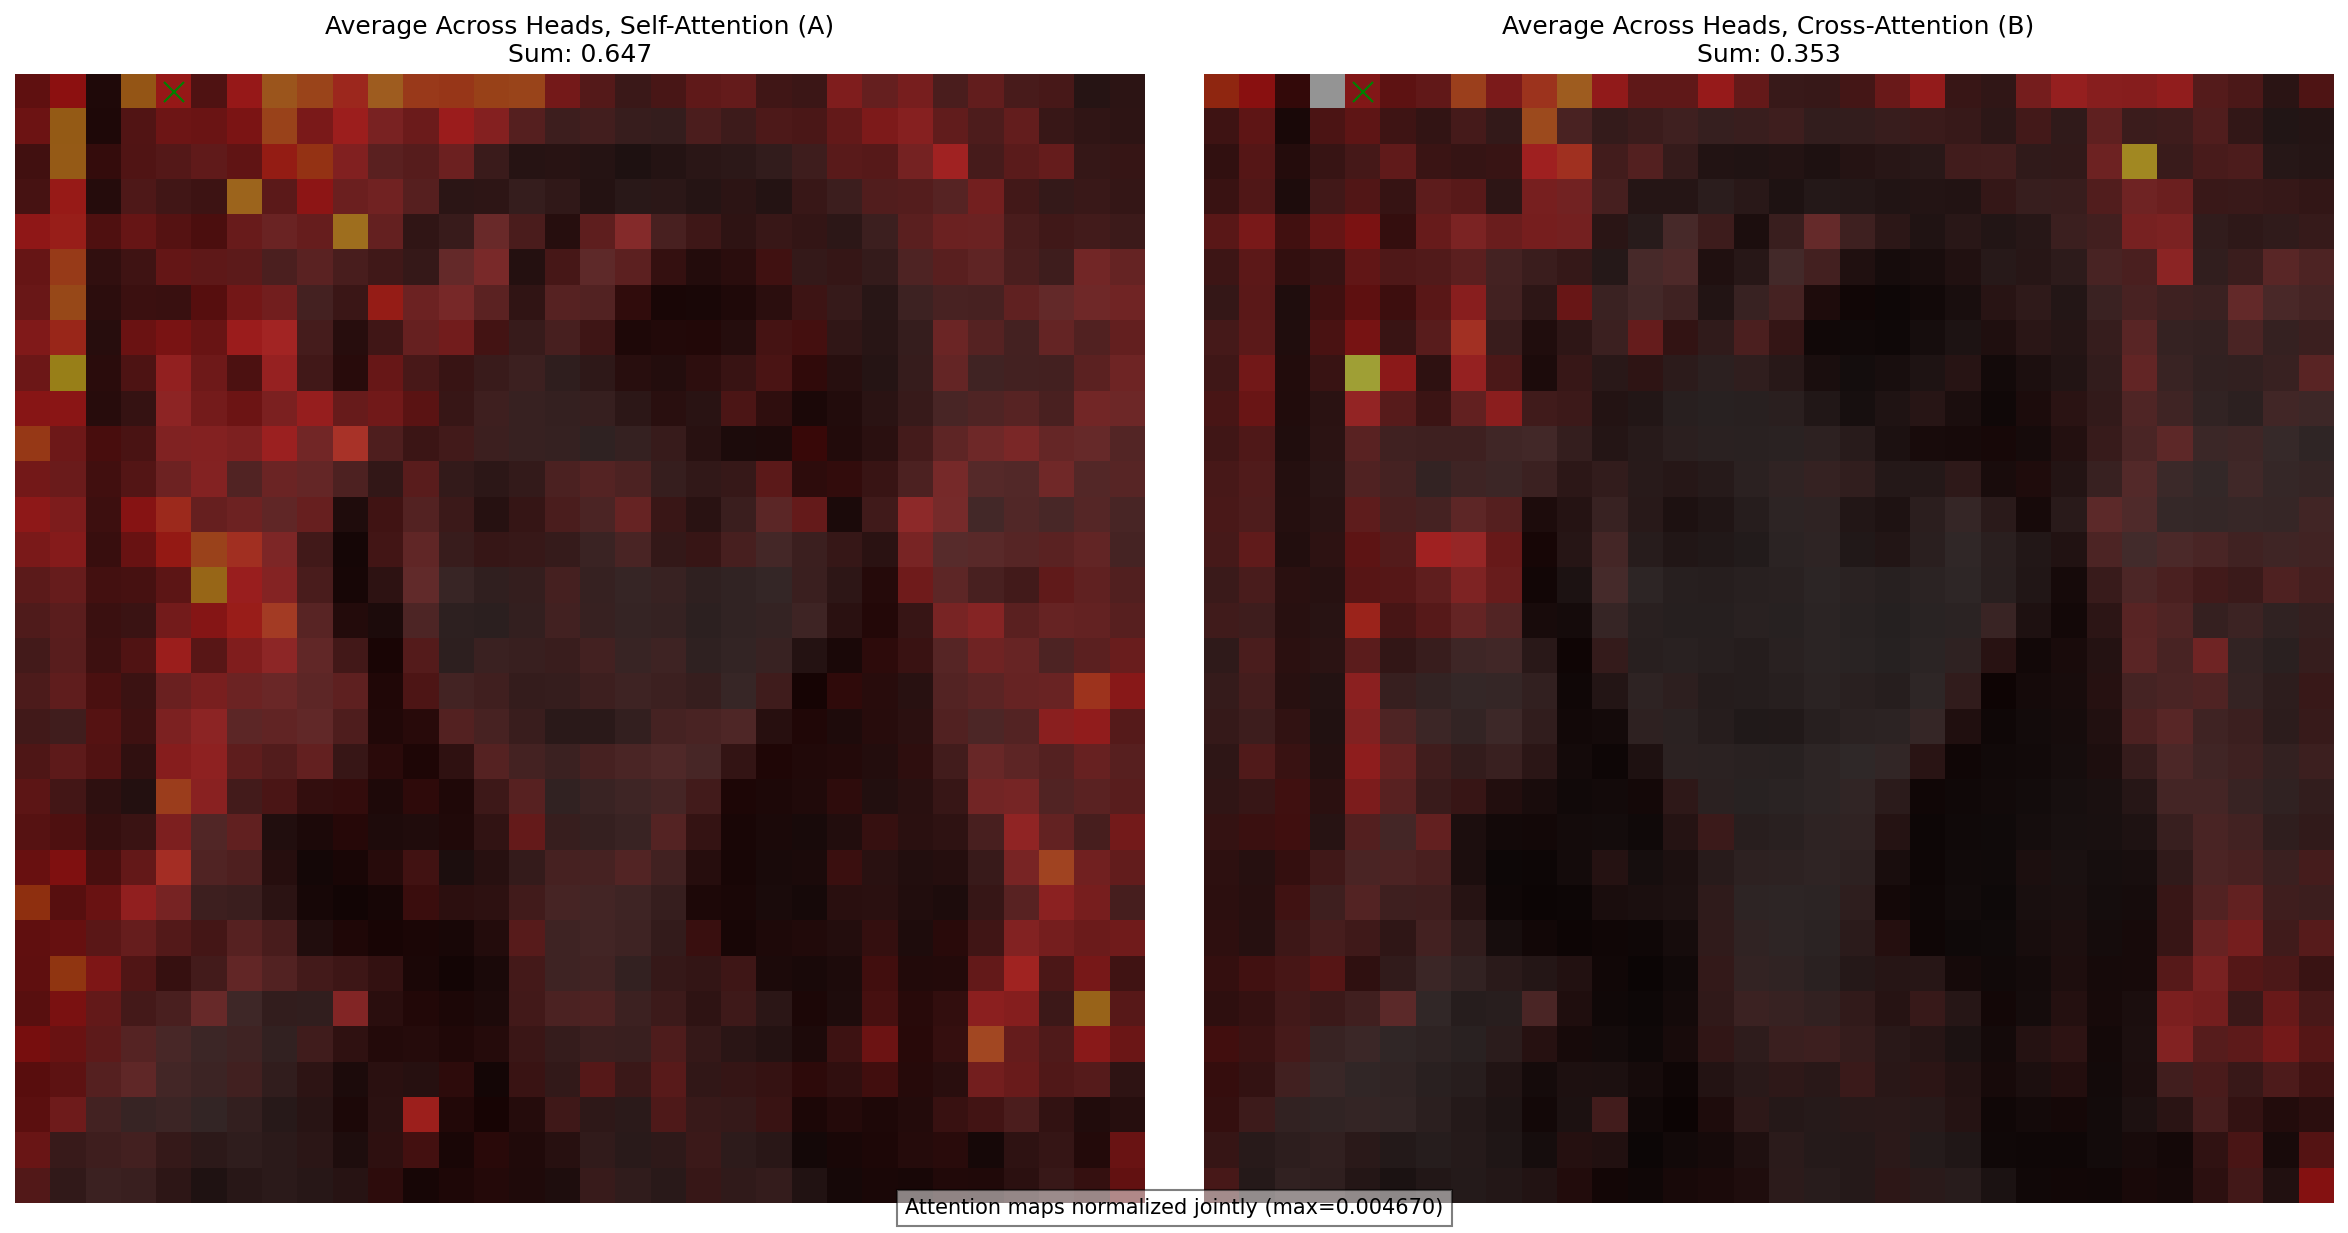 Average Across Heads, Self-Attention (A)
Sum: 0.647
Average Across Heads, Cross-Attention (B)
Sum: 0.353
Attention maps normalized jointly (max=0.004670)